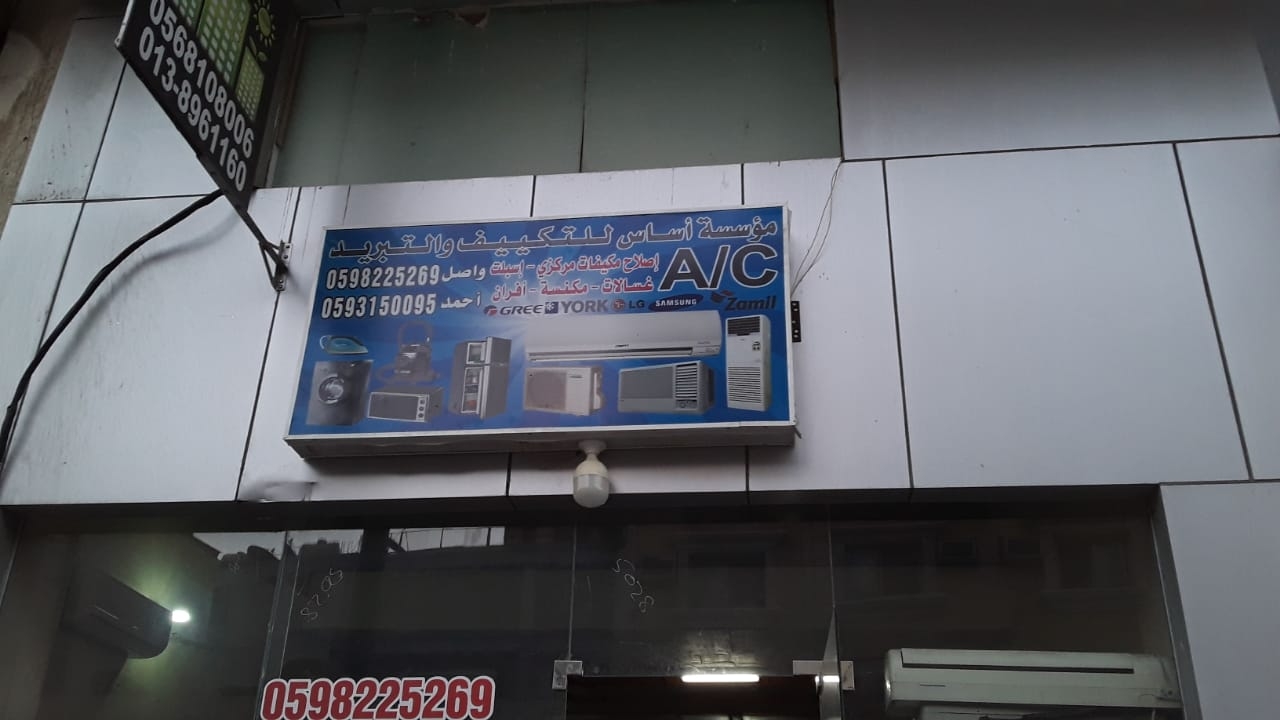 0568108006
013-8961160
مؤسسة أساس للتكييف والتبريد
A/C
إصلاح مكيفات مركزي - إسبلت
واصل 0598225269
غسالات - مكنسة - أفران
أحمد 0593150095
GREE YORK LG SAMSUNG Zamil
0598225269